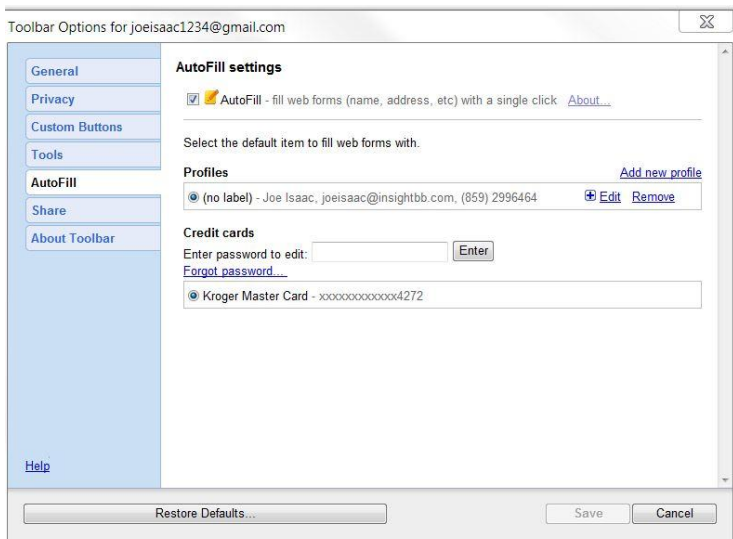 Toolbar Options for joeisaac1234@gmail.com
General
Privacy
Custom Buttons
Tools
AutoFill
Share
About Toolbar
Help
AutoFill settings
AutoFill - fill web forms (name, address, etc) with a single click About...
Select the default item to fill web forms with.
Profiles Add new profile
(no label) - Joe Isaac, joeisaac@insightbb.com, (859) 2996464 Edit Remove
Credit cards
Enter password to edit: Enter
Forgot password...
Kroger Master Card - xxxxxxxxxxxx4272
Restore Defaults... Save Cancel